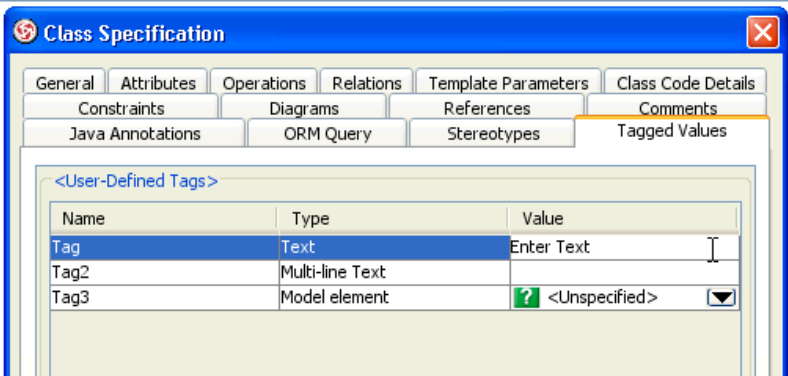 Class Specification
General Attributes Operations Relations Template Parameters Class Code Details
Constraints Diagrams References Comments
Java Annotations ORM Query Stereotypes Tagged Values
<User-Defined Tags>
Name Type Value
Tag Text Enter Text
Tag2 Multi-line Text
Tag3 Model element ? <Unspecified>